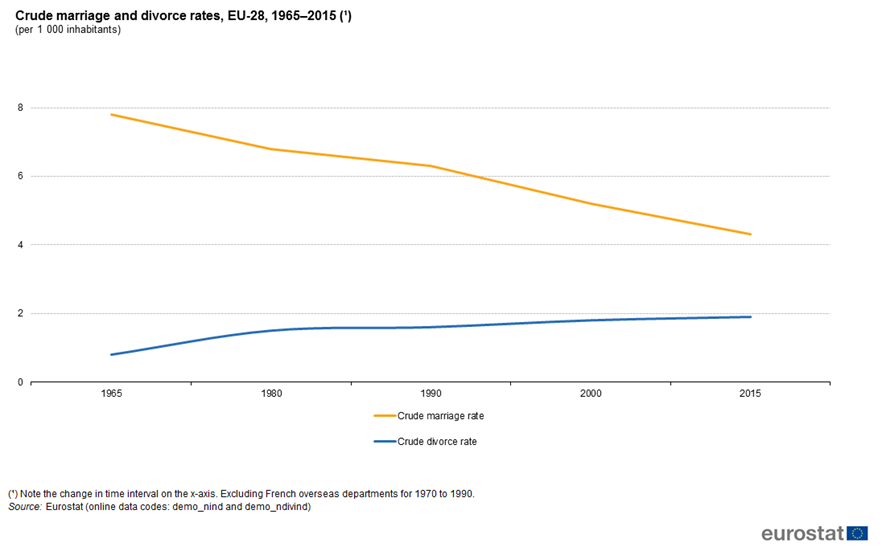 Crude marriage and divorce rates, EU-28, 1965–2015 (¹)
(per 1 000 inhabitants)
8
6
4
2
0
1965 1980 1990 2000 2015
Crude marriage rate
Crude divorce rate
(¹) Note the change in time interval on the x-axis. Excluding French overseas departments for 1970 to 1990.
Source: Eurostat (online data codes: demo_nind and demo_ndivind)
eurostat